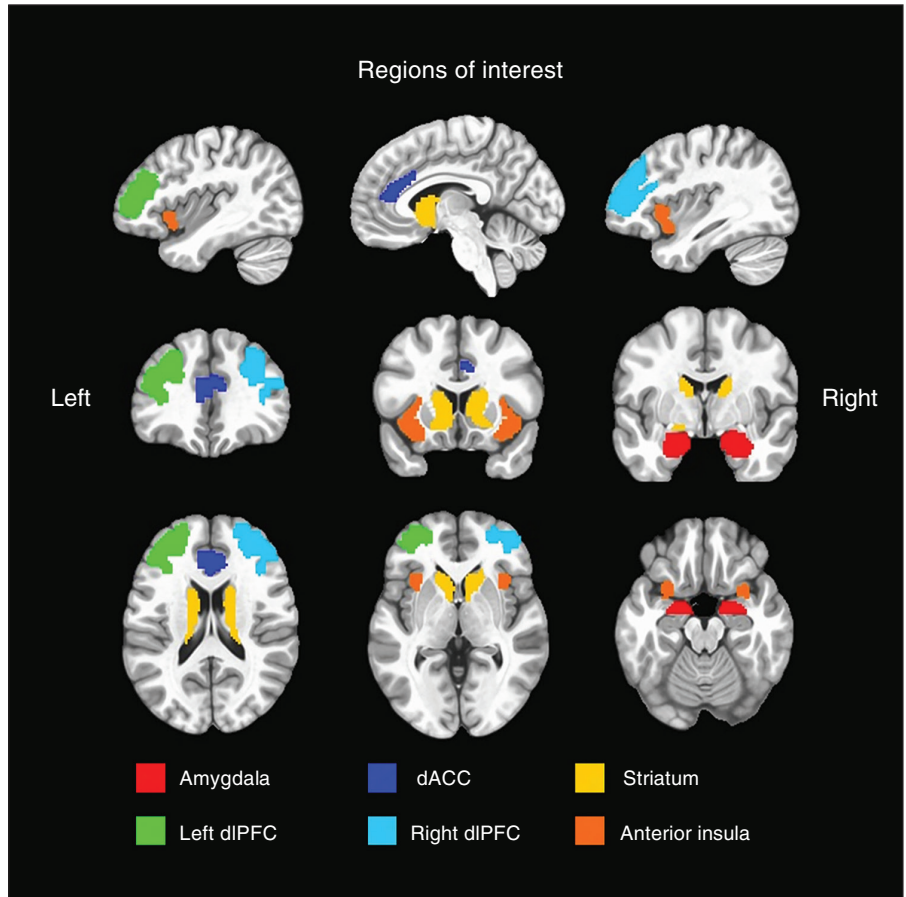 Regions of interest
Left
Right
Amygdala
dACC
Striatum
Left dlPFC
Right dlPFC
Anterior insula